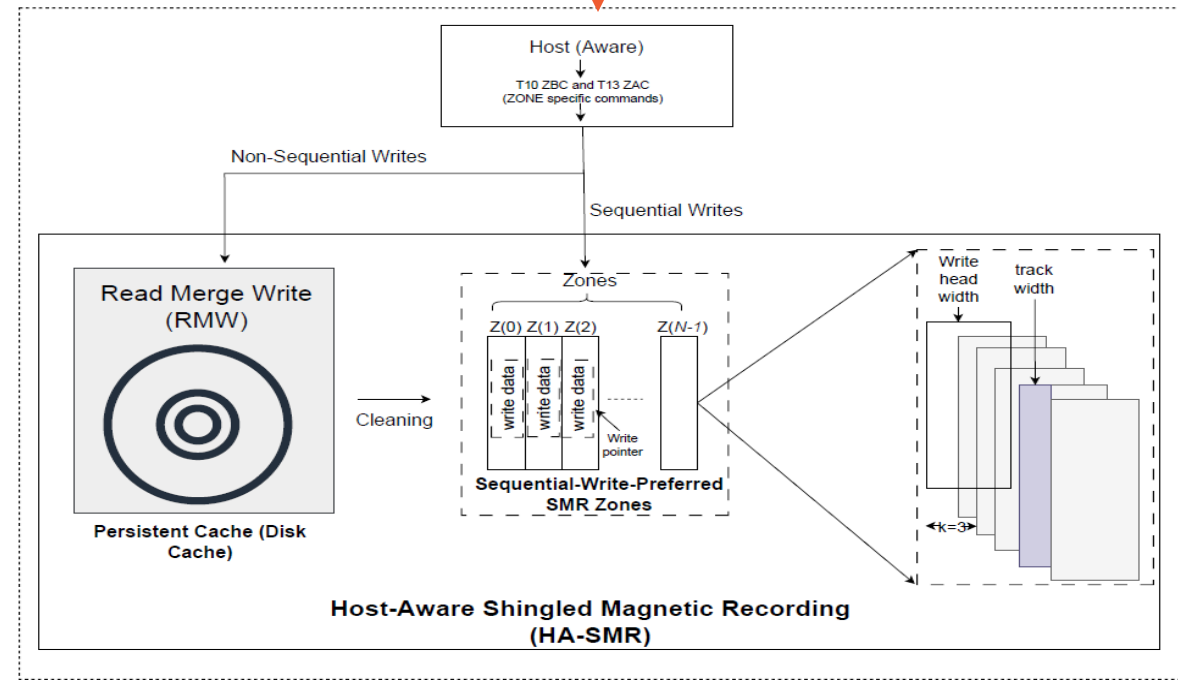 Host (Aware)
T10 ZBC and T13 ZAC
(ZONE specific commands)
Non-Sequential Writes
Sequential Writes
Read Merge Write
(RMW)
Persistent Cache (Disk
Cache)
Cleaning
Zones
Z(0) Z(1) Z(2) Z(N-1)
write data
write data
write data
Write
pointer
Sequential-Write-Preferred
SMR Zones
Write
head
width
track
width
k=3
Host-Aware Shingled Magnetic Recording
(HA-SMR)